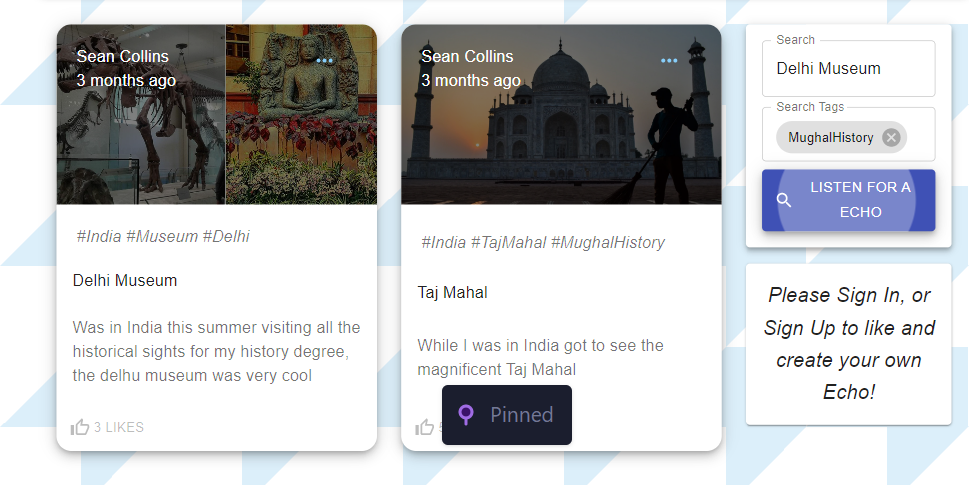 Sean Collins
3 months ago
#India #Museum #Delhi
Delhi Museum
Was in India this summer visiting all the
historical sights for my history degree,
the delhu museum was very cool
3 LIKES
Sean Collins
3 months ago
#India #TajMahal #MughalHistory
Taj Mahal
While I was in India got to see the
magnificent Taj Mahal
Pinned
Search
Delhi Museum
Search Tags
MughalHistory
LISTEN FOR A
ECHO
Please Sign In, or
Sign Up to like and
create your own
Echo!